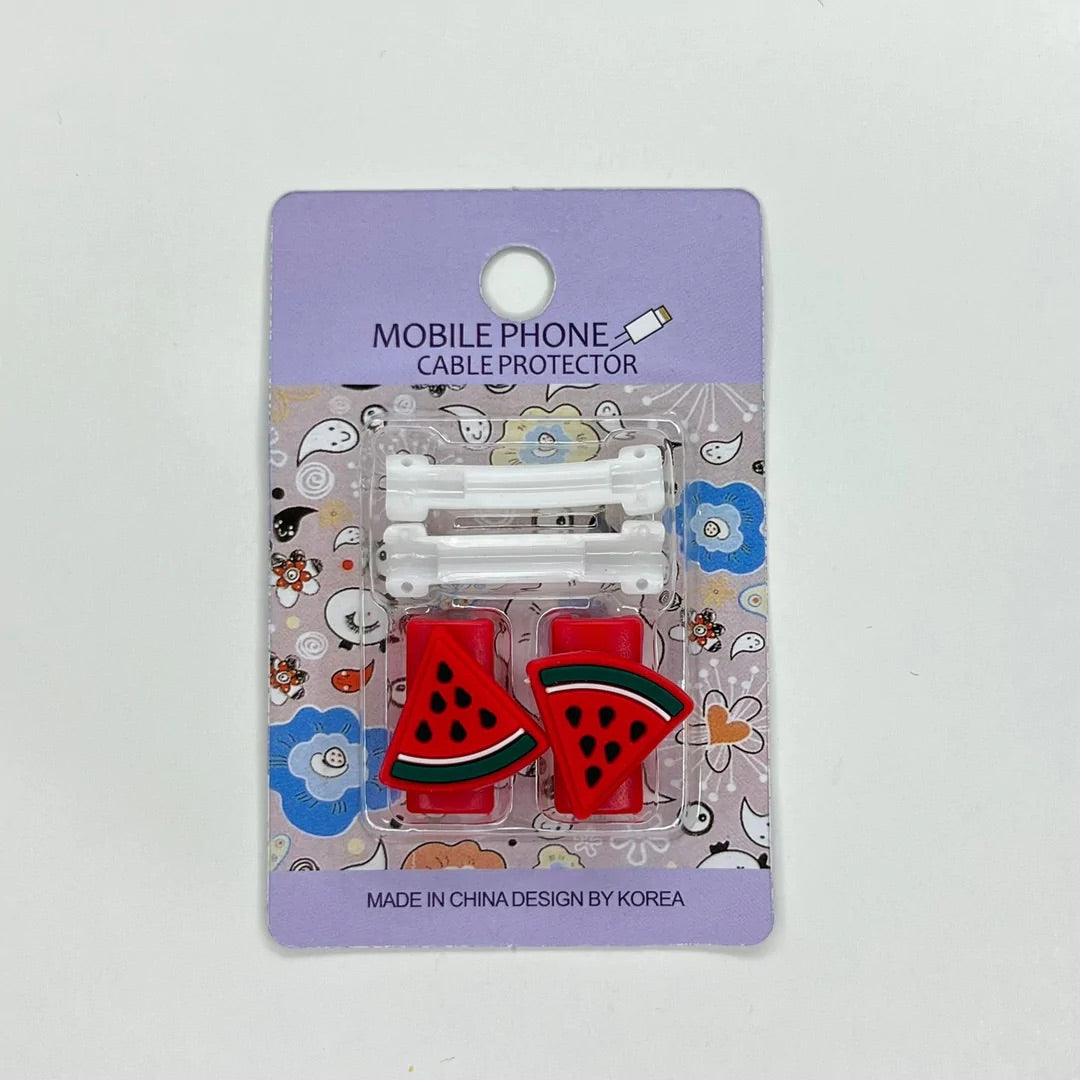 MOBILE PHONE
CABLE PROTECTOR
MADE IN CHINA DESIGN BY KOREA